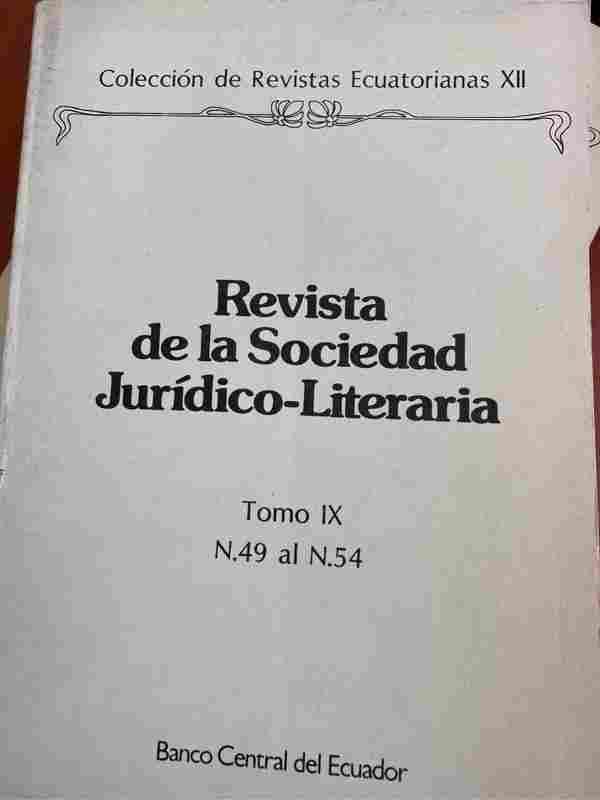 Colección de Revistas Ecuatorianas XII
Revista
de la Sociedad
Jurídico-Literaria
Tomo IX
N.49 al N.54
Banco Central del Ecuador